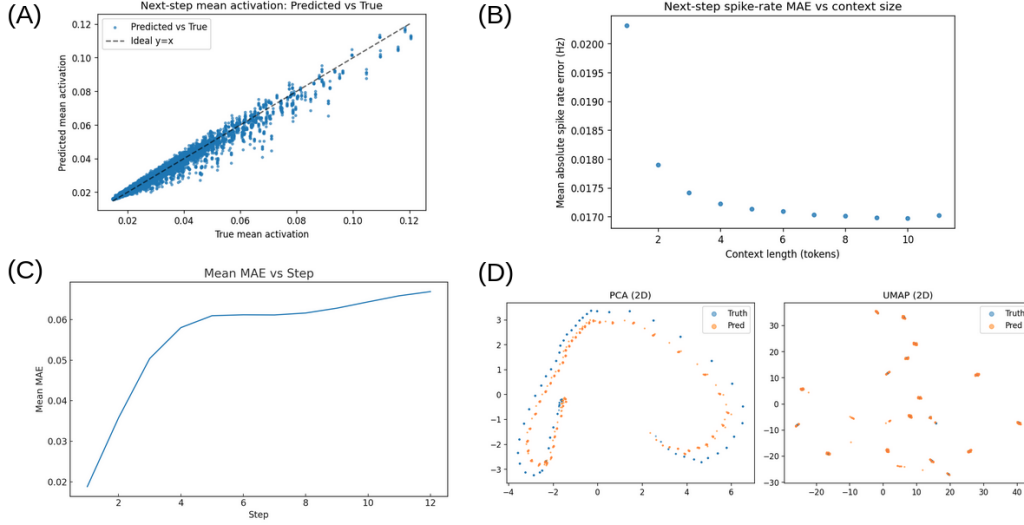 (A)
Next-step mean activation: Predicted vs True
Predicted vs True
Ideal y=x
0.12
0.10
0.08
0.06
0.04
0.02
Predicted mean activation
0.02 0.04 0.06 0.08 0.10 0.12
True mean activation
(B)
Next-step spike-rate MAE vs context size
0.0200
0.0195
0.0190
0.0185
0.0180
0.0175
0.0170
Mean absolute spike rate error (Hz)
2 4 6 8 10
Context length (tokens)
(C)
Mean MAE vs Step
0.06
0.05
0.04
0.03
0.02
Mean MAE
2 4 6 8 10 12
Step
(D)
PCA (2D)
Truth
Pred
3
2
1
0
−1
−2
−3
−4 −2 0 2 4 6
UMAP (2D)
Truth
Pred
30
20
10
0
−10
−20
−30
−20 −10 0 10 20 30 40